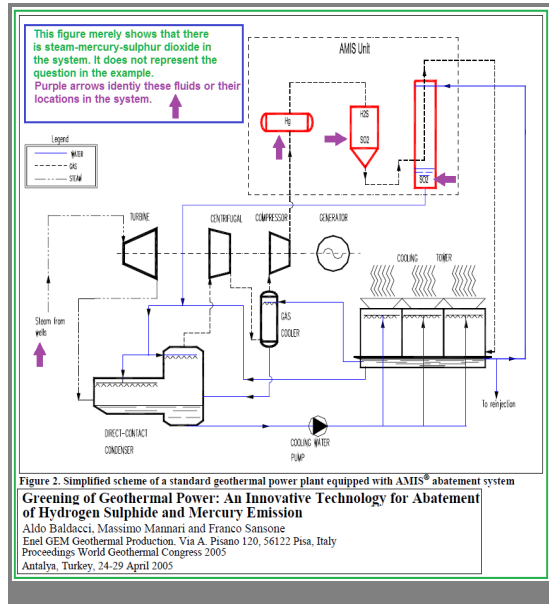 This figure merely shows that there
is steam-mercury-sulphur dioxide in
the system. It does not represent the
question in the example.
Purple arrows identiy these fluids or their
locations in the system.
AMIS Unit
Hg
H2S
SO2
SO2
Legend
WATER
GAS
STEAM
TURBINE
CENTRIFUGAL
COMPRESSOR
GENERATOR
COOLING TOWER
Steam from
wells
GAS
COOLER
To reinjection
DIRECT-CONTACT
CONDENSER
COOLING WATER
PUMP
Figure 2. Simplified scheme of a standard geothermal power plant equipped with AMIS® abatement system
Greening of Geothermal Power: An Innovative Technology for Abatement
of Hydrogen Sulphide and Mercury Emission
Aldo Baldacci, Massimo Mannari and Franco Sansone
Enel GEM Geothermal Production. Via A. Pisano 120, 56122 Pisa, Italy
Proceedings World Geothermal Congress 2005
Antalya, Turkey, 24-29 April 2005